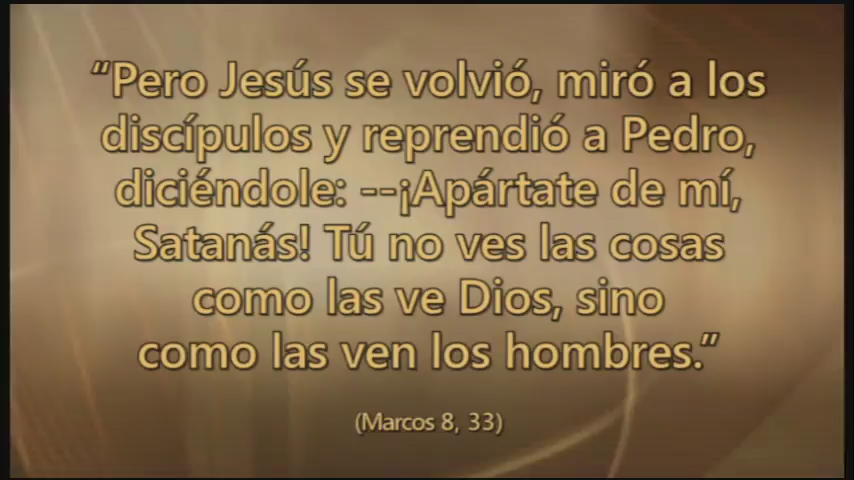 “Pero Jesús se volvió, miró a los
discípulos y reprendió a Pedro,
diciéndole: --¡Apártate de mí,
Satanás! Tú no ves las cosas
como las ve Dios, sino
como las ven los hombres.”
(Marcos 8, 33)